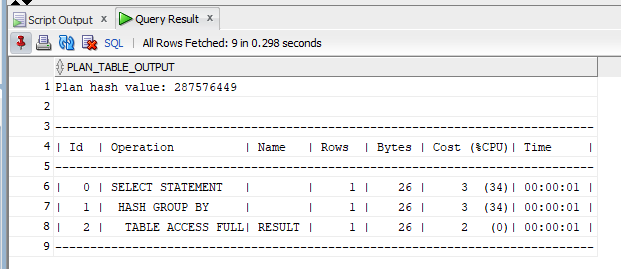 Script Output x Query Result x
SQL | All Rows Fetched: 9 in 0.298 seconds
PLAN_TABLE_OUTPUT
1 Plan hash value: 287576449
2
3 ---------------------------------------------------------------------------
4 | Id  | Operation          | Name   | Rows  | Bytes | Cost (%CPU)| Time     |
5 ---------------------------------------------------------------------------
6 |   0 | SELECT STATEMENT   |        |     1 |    26 |     3  (34)| 00:00:01 |
7 |   1 |  HASH GROUP BY     |        |     1 |    26 |     3  (34)| 00:00:01 |
8 |   2 |   TABLE ACCESS FULL| RESULT |     1 |    26 |     2   (0)| 00:00:01 |
9 ---------------------------------------------------------------------------